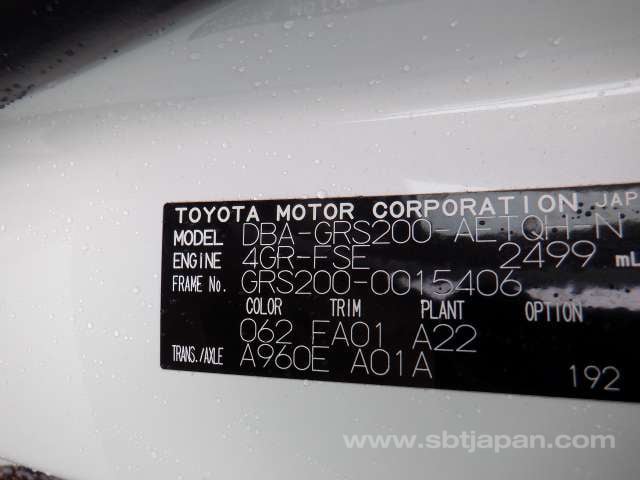 TOYOTA MOTOR CORPORATION JAP
MODEL DBA-GRS200-AETQH N
ENGINE 4GR-FSE 2499 mL
FRAME No. GRS200-0015406
COLOR TRIM PLANT OPTION
062 FA01 A22
TRANS./AXLE A960E A01A
192
www.sbtjapan.com